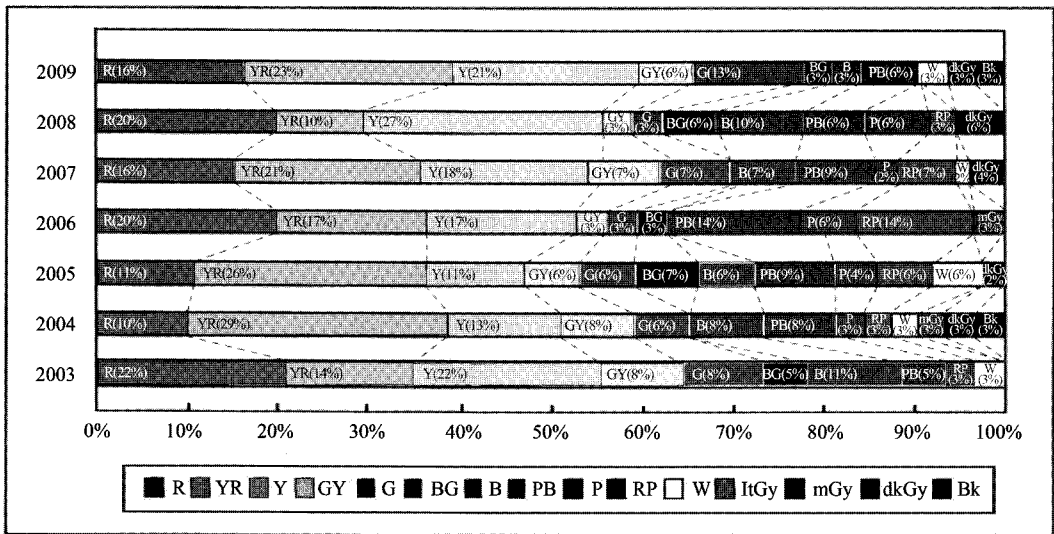 2009 R(16%) YR(23%) Y(21%) GY(6%) G(13%) BG(3%) B(3%) PB(6%) W(3%) dkGy(3%) Bk(3%)
2008 R(20%) YR(10%) Y(27%) GY(3%) G(3%) BG(6%) B(10%) PB(6%) P(6%) RP(3%) dkGy(6%)
2007 R(16%) YR(21%) Y(18%) GY(7%) G(7%) B(7%) PB(9%) P(2%) RP(7%) W dkGy(4%)
2006 R(20%) YR(17%) Y(17%) GY(3%) G(3%) BG(3%) PB(14%) P(6%) RP(14%) mGy(3%)
2005 R(11%) YR(26%) Y(11%) GY(6%) G(6%) BG(7%) B(6%) PB(9%) P(4%) RP(6%) W(6%) dkGy(2%)
2004 R(10%) YR(29%) Y(13%) GY(8%) G(6%) B(8%) PB(8%) P(3%) RP(3%) W(3%) mGy(3%) dkGy(3%) Bk(3%)
2003 R(22%) YR(14%) Y(22%) GY(8%) G(8%) BG(5%) B(11%) PB(5%) RP(3%) W(3%)
0% 10% 20% 30% 40% 50% 60% 70% 80% 90% 100%
R YR Y GY G BG B PB P RP W ItGy mGy dkGy Bk